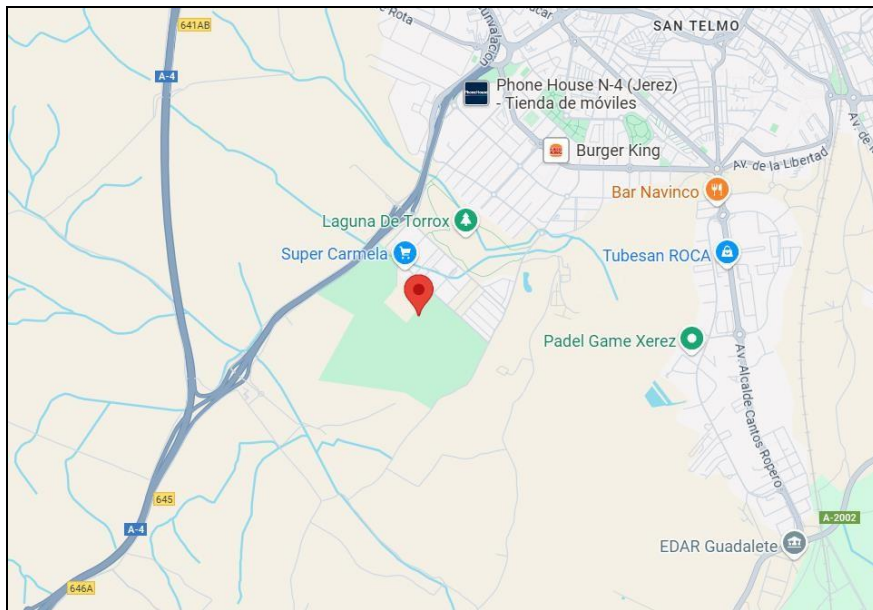 641AB
de Rota
SAN TELMO
A-4
Phone House N-4 (Jerez)
- Tienda de móviles
Burger King
Av. de la Libertad
Bar Navinco
Laguna De Torrox
Super Carmela
Tubesan ROCA
Padel Game Xerez
Av. Alcalde Cantos Ropero
645
A-4
A-2002
EDAR Guadalete
646A